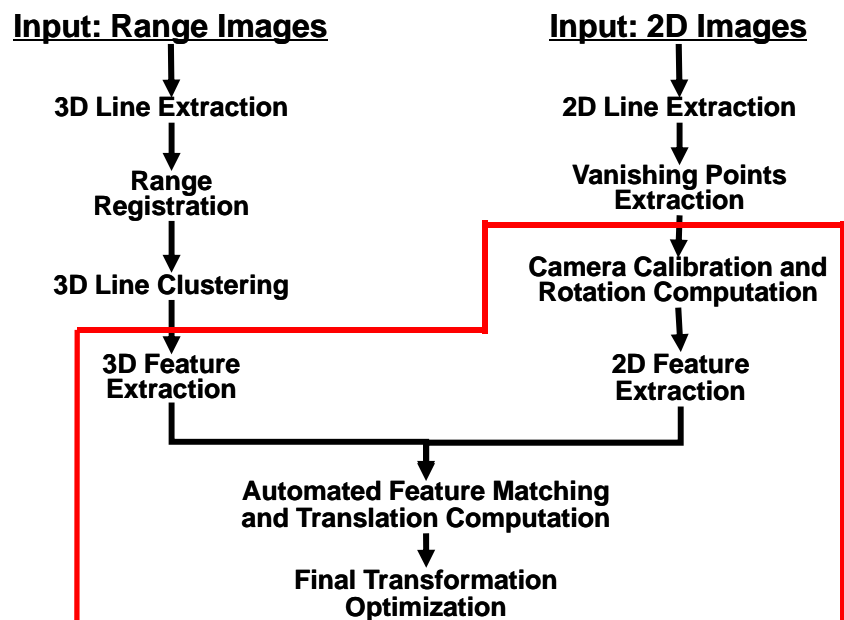 Input: Range Images
3D Line Extraction
Range
Registration
3D Line Clustering
3D Feature
Extraction
Input: 2D Images
2D Line Extraction
Vanishing Points
Extraction
Camera Calibration and
Rotation Computation
2D Feature
Extraction
Automated Feature Matching
and Translation Computation
Final Transformation
Optimization